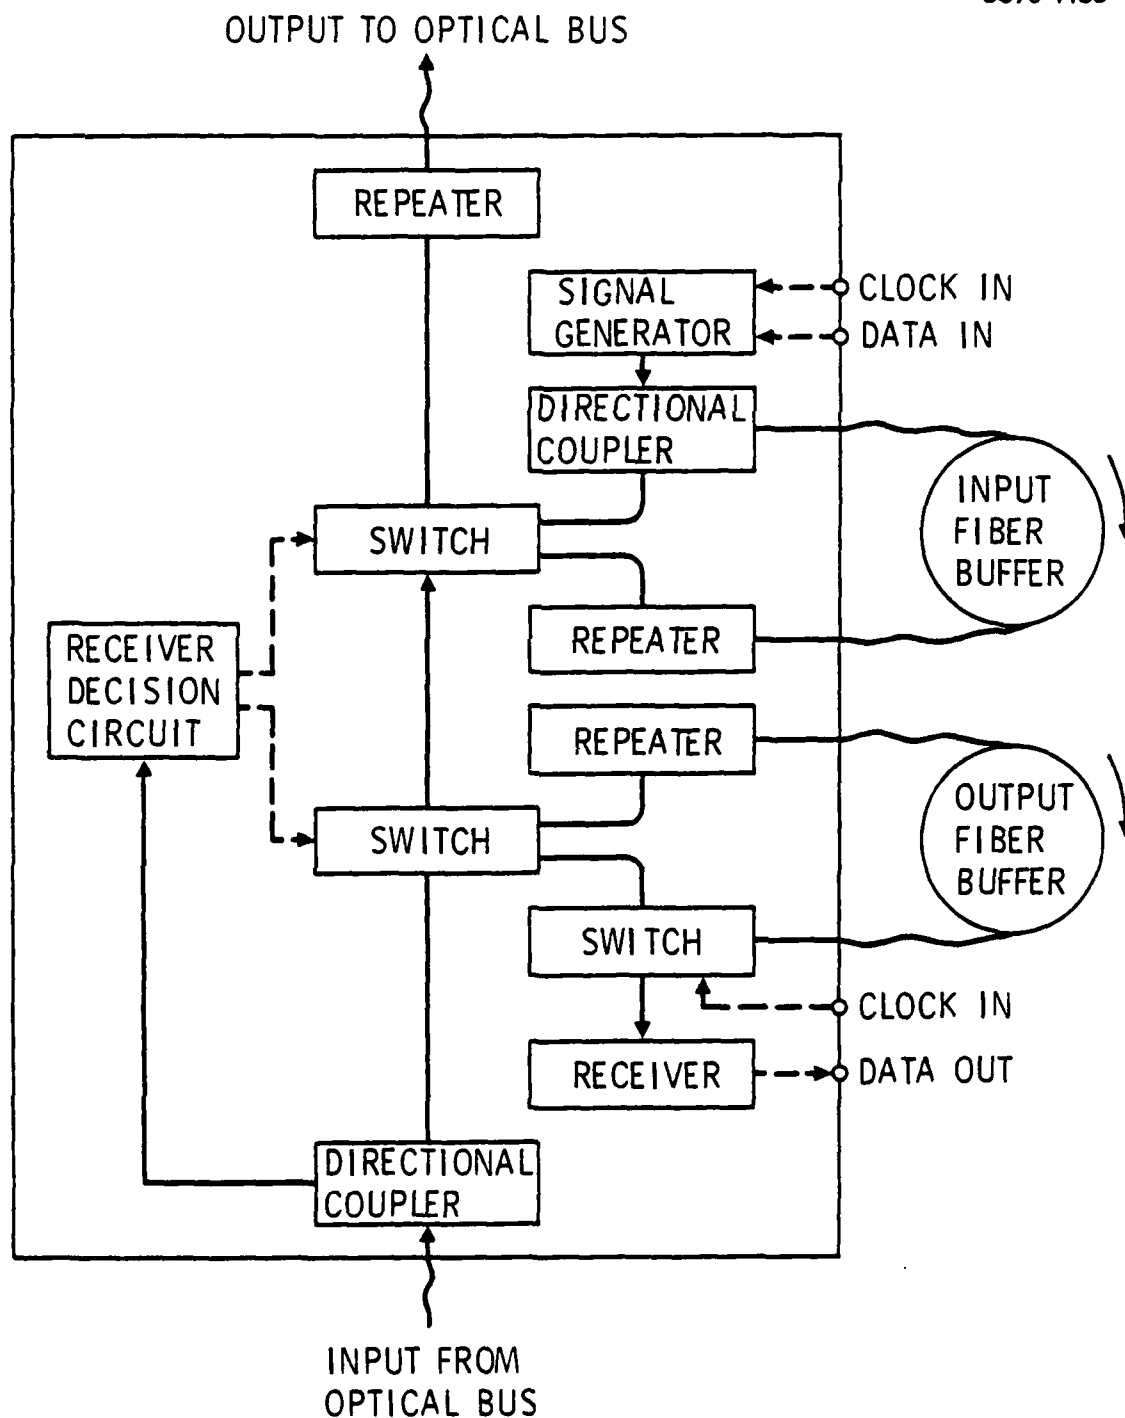 OUTPUT TO OPTICAL BUS
REPEATER
SIGNAL
GENERATOR
CLOCK IN
DATA IN
DIRECTIONAL
COUPLER
INPUT
FIBER
BUFFER
SWITCH
REPEATER
RECEIVER
DECISION
CIRCUIT
REPEATER
OUTPUT
FIBER
BUFFER
SWITCH
SWITCH
CLOCK IN
RECEIVER
DATA OUT
DIRECTIONAL
COUPLER
INPUT FROM
OPTICAL BUS